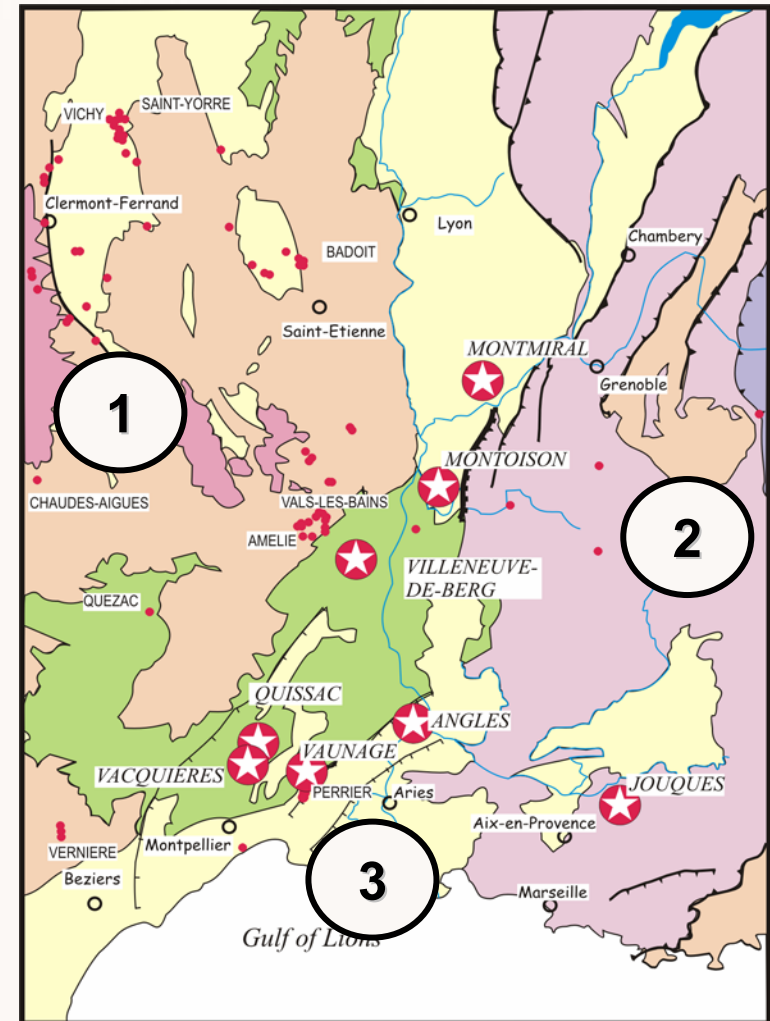 SAINT-YORRE
VICHY
Clermont-Ferrand
Lyon
Chambery
BADOIT
Saint-Etienne
MONTMIRAL
Grenoble
1
MONTOISON
CHAUDES-AIGUES
VALS-LES-BAINS
AMELIE
2
VILLENEUVE-
DE-BERG
QUEZAC
QUISSAC
ANGLES
VAUNAGE
VACQUIÈRES
PERRIER
Aries
JOUQUES
Aix-en-Provence
VERNIERE
Montpellier
Beziers
3
Marseille
Gulf of Lions